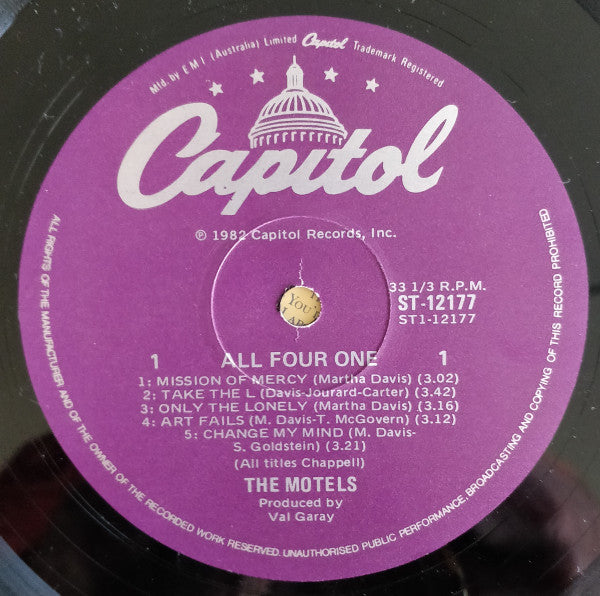 Mfd. by E M I (Australia) Limited Capitol Trademark Registered
Capitol
℗ 1982 Capitol Records, Inc.
33 1/3 R.P.M.
ST-12177
ST1-12177
YOU
1 ALL FOUR ONE 1
1: MISSION OF MERCY (Martha Davis) (3.02)
2: TAKE THE L (Davis-Jourard-Carter) (3.42)
3: ONLY THE LONELY (Martha Davis) (3.16)
4: ART FAILS (M. Davis-T. McGovern) (3.12)
5: CHANGE MY MIND (M. Davis-
S. Goldstein) (3.21)
(All titles Chappell)
THE MOTELS
Produced by
Val Garay
ALL RIGHTS OF THE MANUFACTURER AND OF THE OWNER OF THE RECORDED WORK RESERVED. UNAUTHORISED PUBLIC PERFORMANCE, BROADCASTING AND COPYING OF THIS RECORD PROHIBITED